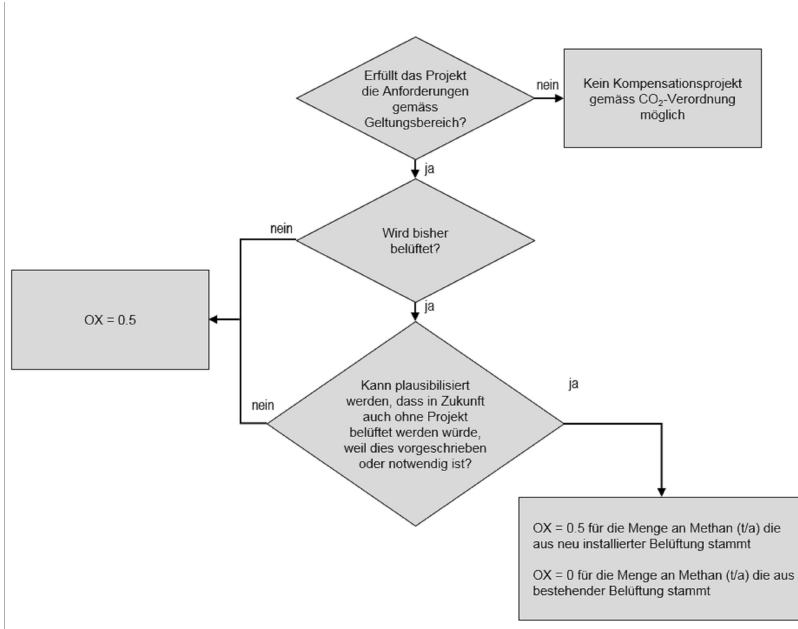 Erfüllt das Projekt
die Anforderungen
gemäss
Geltungsbereich?
nein
Kein Kompensationsprojekt
gemäss CO₂-Verordnung
möglich
ja
Wird bisher
belüftet?
nein
OX = 0.5
ja
Kann plausibilisiert
werden, dass in Zukunft
auch ohne Projekt
belüftet werden würde,
weil dies vorgeschrieben
oder notwendig ist?
nein
ja
OX = 0.5 für die Menge an Methan (t/a) die
aus neu installierter Belüftung stammt
OX = 0 für die Menge an Methan (t/a) die aus
bestehender Belüftung stammt